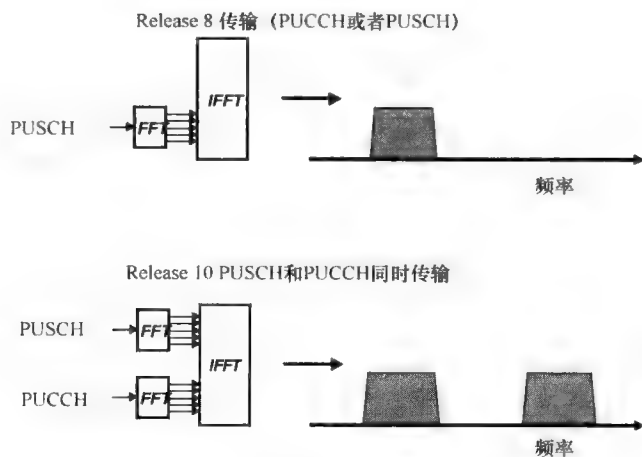 Release 8 传输（PUCCH或者PUSCH）
IFFT
PUSCH
FFT
频率
Release 10 PUSCH和PUCCH同时传输
PUSCH
FFT
IFFT
PUCCH
FFT
频率